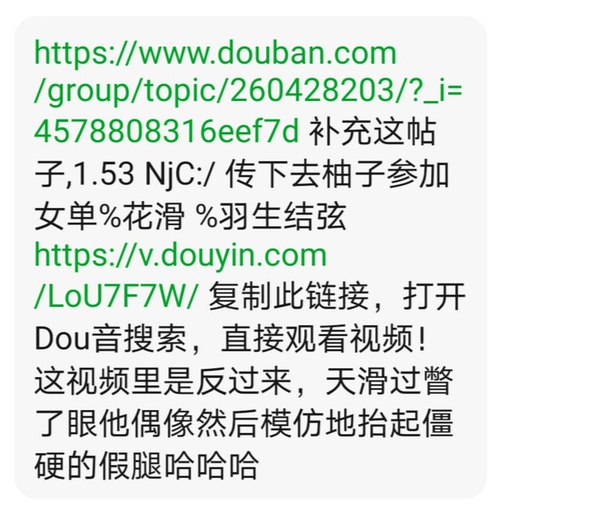 https://www.douban.com
/group/topic/260428203/?_i=
4578808316eef7d 补充这帖
子,1.53 NjC:/ 传下去柚子参加
女单%花滑 %羽生结弦
https://v.douyin.com
/LoU7F7W/ 复制此链接，打开
Dou音搜索，直接观看视频！
这视频里是反过来，天滑过瞥
了眼他偶像然后模仿地抬起僵
硬的假腿哈哈哈